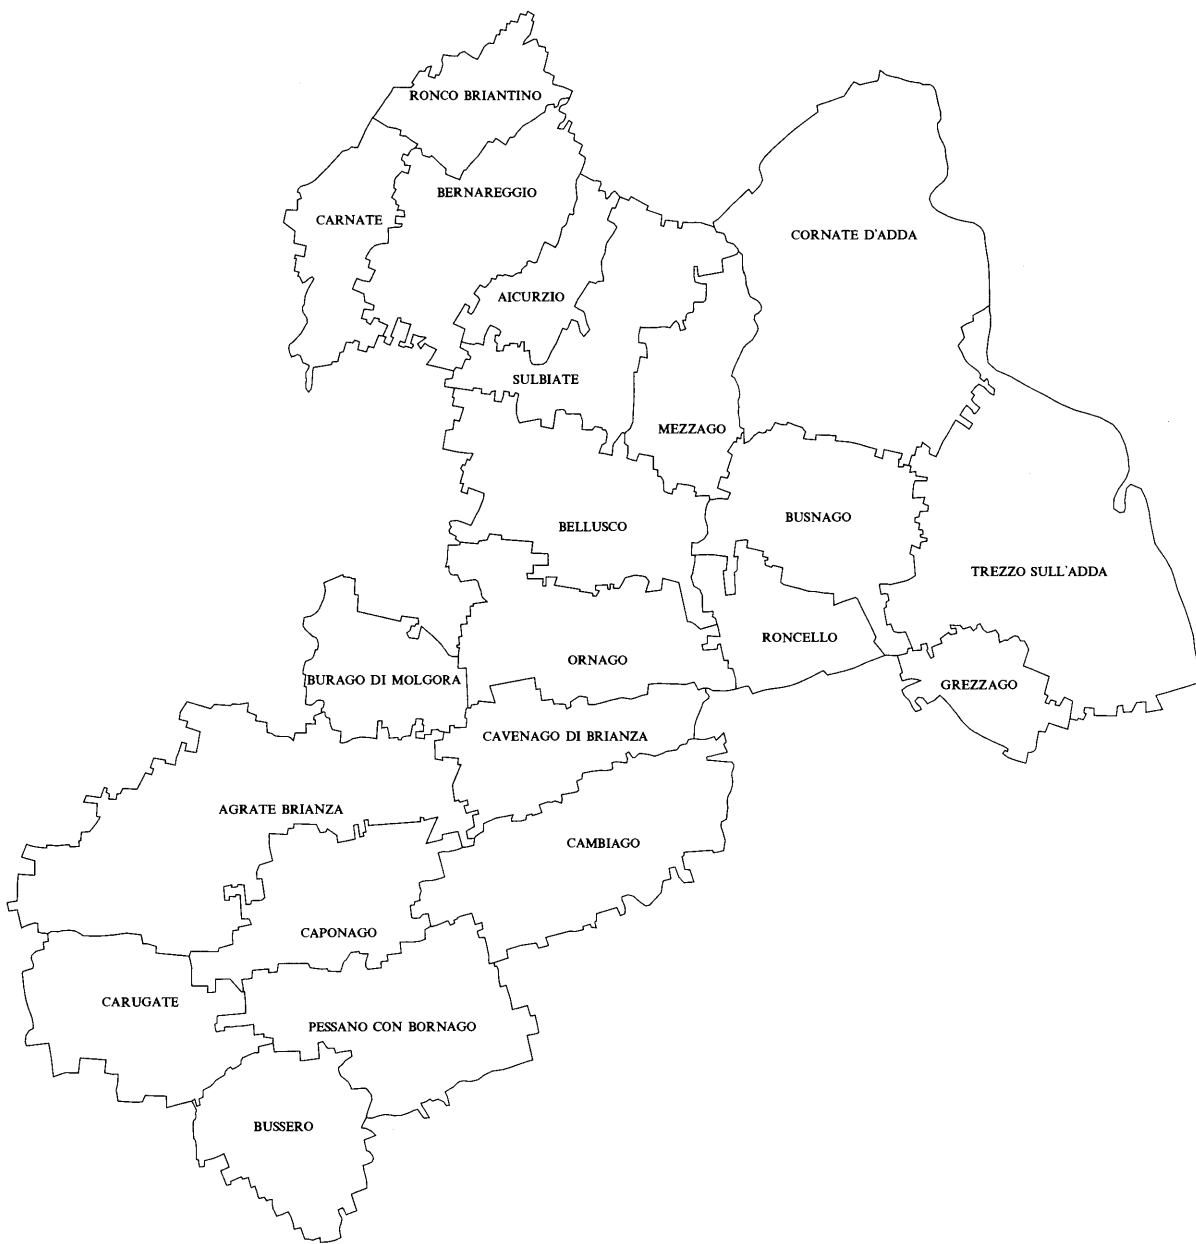 RONCO BRIANTINO
BERNAREGGIO
CARNATE
CORNATE D'ADDA
AICURZIO
SULBIATE
MEZZAGO
BUSNAGO
BELLUSCO
TREZZO SULL'ADDA
RONCELLO
ORNAGO
BURAGO DI MOLGORA
GREZZAGO
CAVENAGO DI BRIANZA
AGRATE BRIANZA
CAMBIAGO
CAPONAGO
CARUGATE
PESSANO CON BORNAGO
BUSSERO